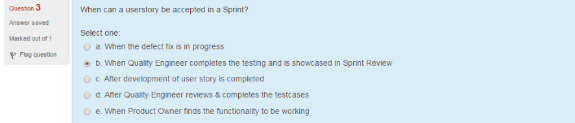 Question 3
Answer saved
Marked out of 1
Flag question
When can a userstory be accepted in a Sprint?
Select one:
a. When the defect fix is in progress
b. When Quality Engineer completes the testing and is showcased in Sprint Review
c. After development of user story is completed
d. After Quality Engineer reviews & completes the testcases
e. When Product Owner finds the functionality to be working